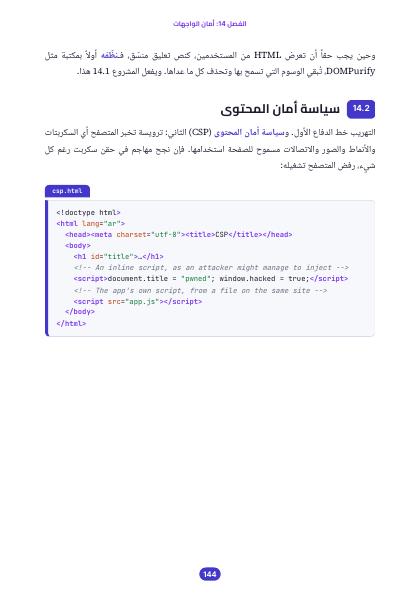 الفصل 14: أمان الواجهات
وحين يجب حقاً أن تعرض HTML من المستخدمين، كنص تعليق منسّق، فنظّفه أولاً بمكتبة مثل
DOMPurify، تُبقي الوسوم التي تسمح بها وتحذف كل ما عداها. ويفعل المشروع 14.1 هذا.
14.2 سياسة أمان المحتوى
التهريب خط الدفاع الأول. وسياسة أمان المحتوى (CSP) الثاني: ترويسة تخبر المتصفح أي السكربتات
والأنماط والصور والاتصالات مسموح للصفحة استخدامها. فإن نجح مهاجم في حقن سكربت رغم كل
شيء، رفض المتصفح تشغيله:
csp.html
<!doctype html>
<html lang="ar">
<head><meta charset="utf-8"><title>CSP</title></head>
<body>
<h1 id="title">…</h1>
<!-- An inline script, as an attacker might manage to inject -->
<script>document.title = "pwned"; window.hacked = true;</script>
<!-- The app's own script, from a file on the same site -->
<script src="app.js"></script>
</body>
</html>
144